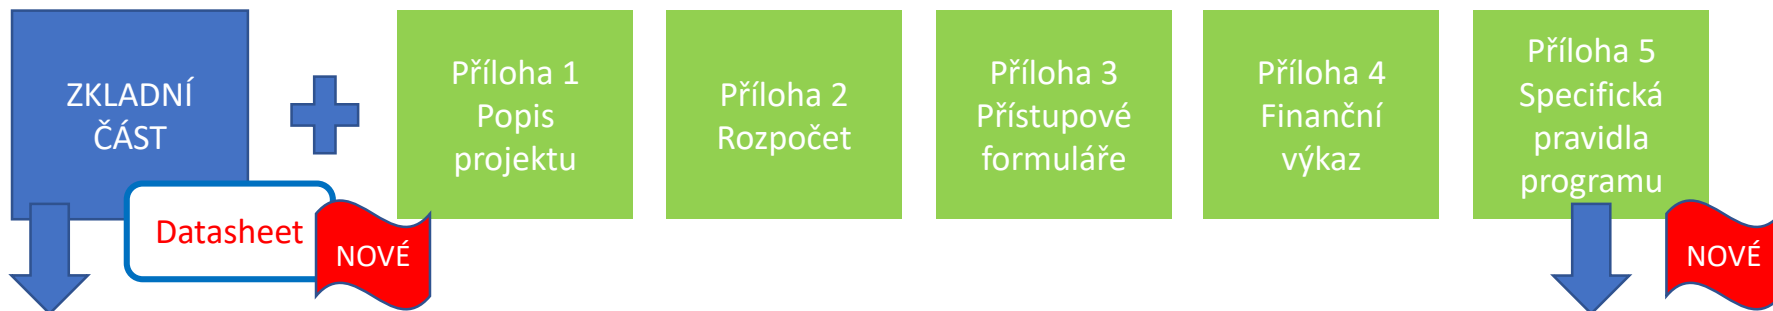 ZKLADNÍ
ČÁST
Datasheet
NOVÉ
Příloha 1
Popis
projektu
Příloha 2
Rozpočet
Příloha 3
Přístupové
formuláře
Příloha 4
Finanční
výkaz
Příloha 5
Specifická
pravidla
programu
NOVÉ